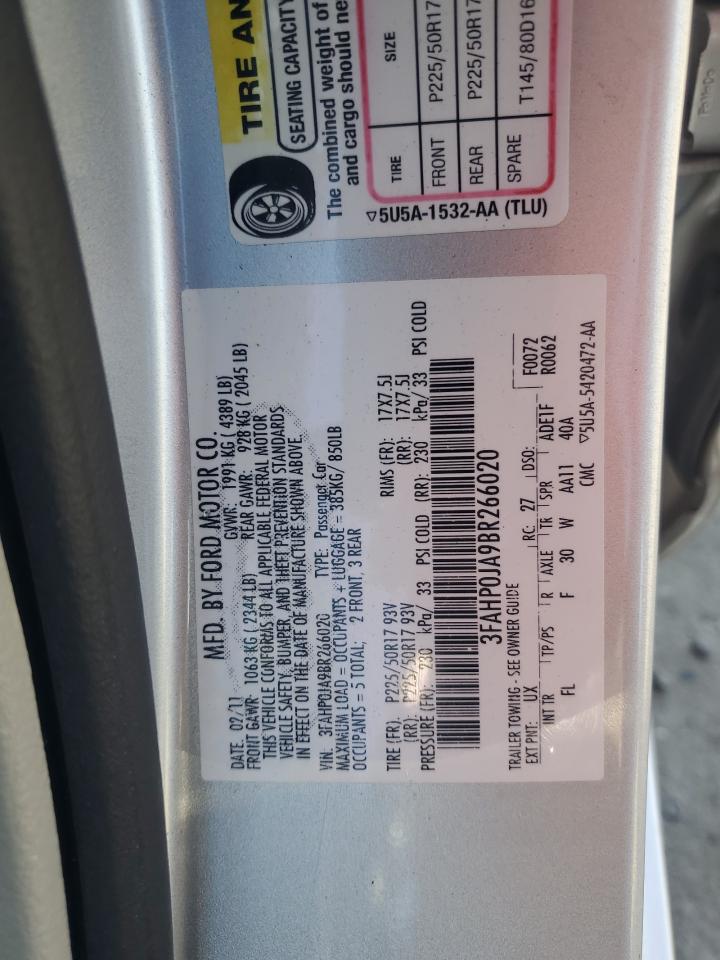 TIRE AN
SEATING CAPACITY
The combined weight of
and cargo should ne
TIRE SIZE
FRONT P225/50R17
REAR P225/50R17
SPARE T145/80D16
▽5U5A-1532-AA (TLU)
MFD. BY FORD MOTOR CO.
DATE: 02/11 GVWR: 1991 KG ( 4389 LB)
FRONT GAWR: 1063 KG ( 2344 LB) REAR GAWR: 928 KG ( 2045 LB)
THIS VEHICLE CONFORMS TO ALL APPLICABLE FEDERAL MOTOR
VEHICLE SAFETY, BUMPER, AND THEFT PREVENTION STANDARDS
IN EFFECT ON THE DATE OF MANUFACTURE SHOWN ABOVE.
VIN: 3FAHP0JA9BR266020 TYPE: Passenger Car
MAXIMUM LOAD = OCCUPANTS + LUGGAGE = 385KG/ 850LB
OCCUPANTS = 5 TOTAL; 2 FRONT, 3 REAR
TIRE (FR): P225/50R17 93V RIMS (FR): 17X7.5J
(RR): P225/50R17 93V (RR): 17X7.5J
PRESSURE (FR): 230 kPa/ 33 PSI COLD (RR): 230 kPa/ 33 PSI COLD
3FAHP0JA9BR266020
TRAILER TOWING - SEE OWNER GUIDE F0072
EXT PNT: UX RC: 27 DSO: R0062
INT TR TP/PS R AXLE TR SPR ADE1F
FL F 30 W AA11 40A
CMC ▽5U5A-5420472-AA